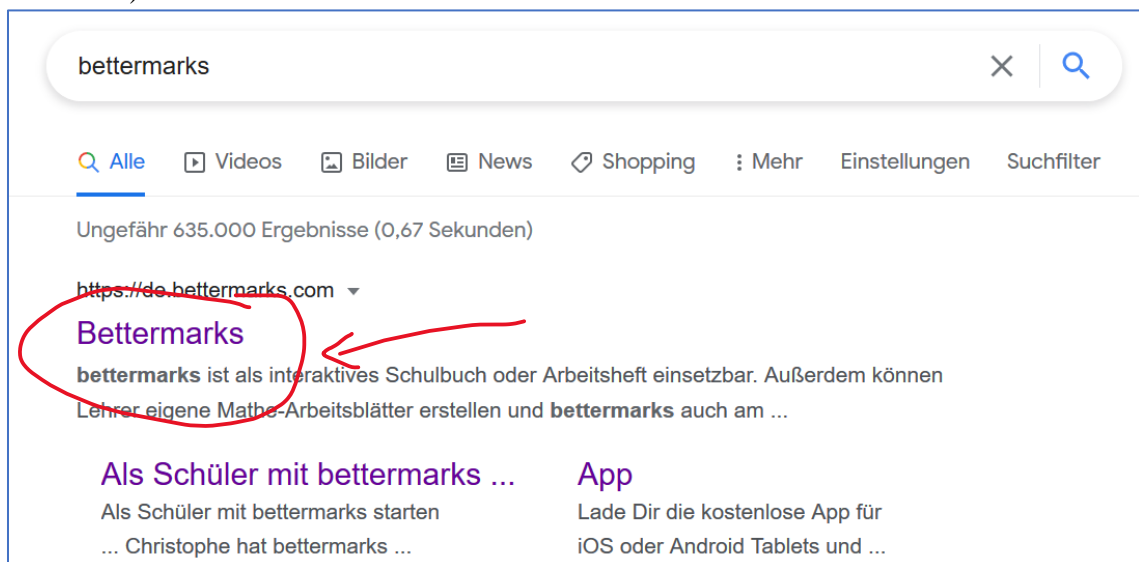 bettermarks
Alle Videos Bilder News Shopping Mehr Einstellungen Suchfilter
Ungefähr 635.000 Ergebnisse (0,67 Sekunden)
https://de.bettermarks.com
Bettermarks
bettermarks ist als interaktives Schulbuch oder Arbeitsheft einsetzbar. Außerdem können
Lehrer eigene Mathe-Arbeitsblätter erstellen und bettermarks auch am ...
Als Schüler mit bettermarks ...
Als Schüler mit bettermarks starten
... Christophe hat bettermarks ...
App
Lade Dir die kostenlose App für
iOS oder Android Tablets und ...